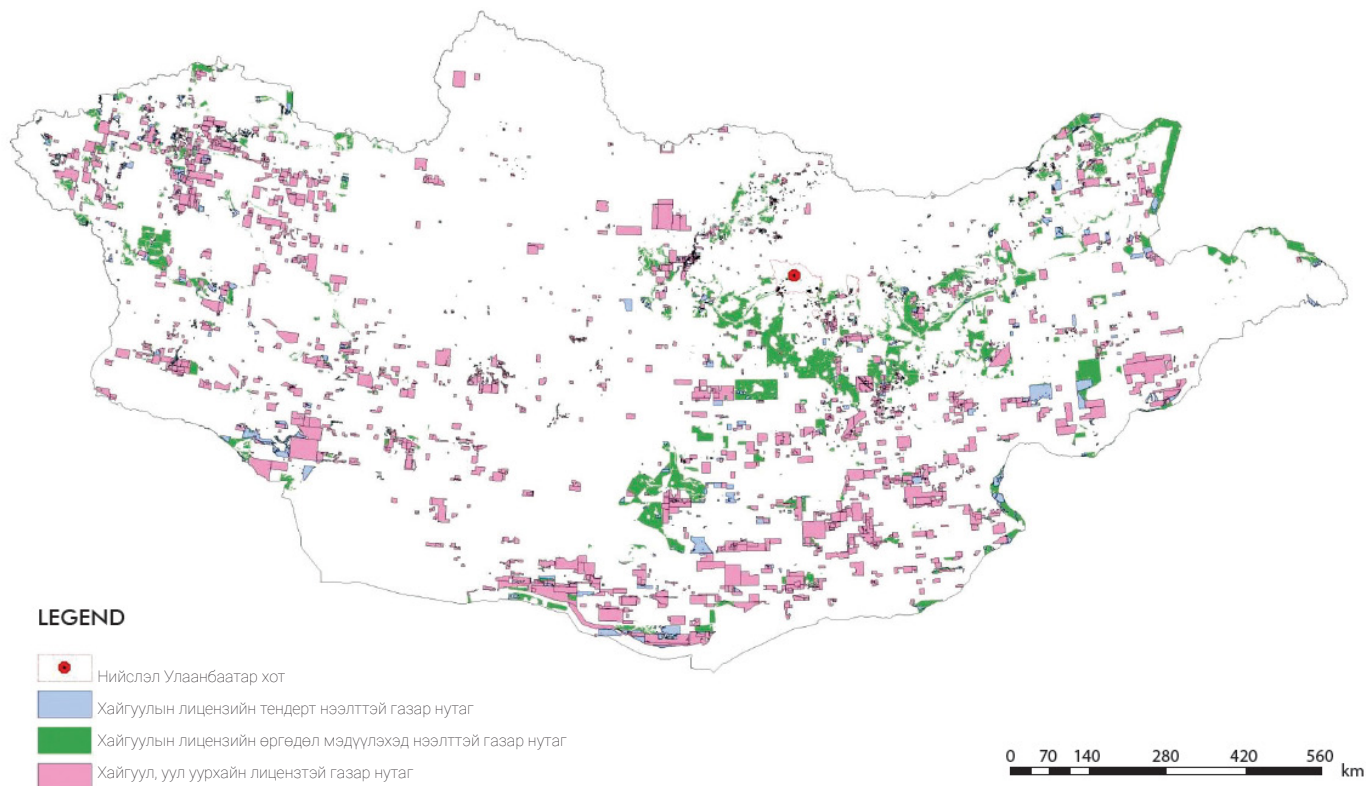 LEGEND
Нийслэл Улаанбаатар хот
Хайгуулын лицензийн тендерт нээлттэй газар нутаг
Хайгуулын лицензийн өргөдөл мэдүүлэхэд нээлттэй газар нутаг
Хайгуул, уул уурхайн лицензтэй газар нутаг
0 70 140 280 420 560
km